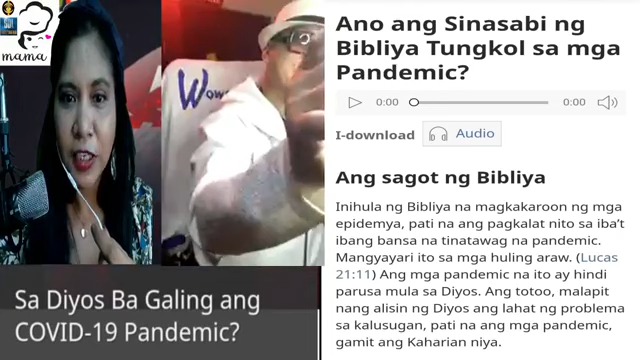 mama
Wow
Sa Diyos Ba Galing ang
COVID-19 Pandemic?
Ano ang Sinasabi ng
Bibliya Tungkol sa mga
Pandemic?
0:00 0:00
I-download Audio
Ang sagot ng Bibliya
Inihula ng Bibliya na magkakaroon ng mga
epidemya, pati na ang pagkalat nito sa iba’t
ibang bansa na tinatawag na pandemic.
Mangyayari ito sa mga huling araw. (Lucas
21:11) Ang mga pandemic na ito ay hindi
parusa mula sa Diyos. Ang totoo, malapit
nang alisin ng Diyos ang lahat ng problema
sa kalusugan, pati na ang mga pandemic,
gamit ang Kaharian niya.